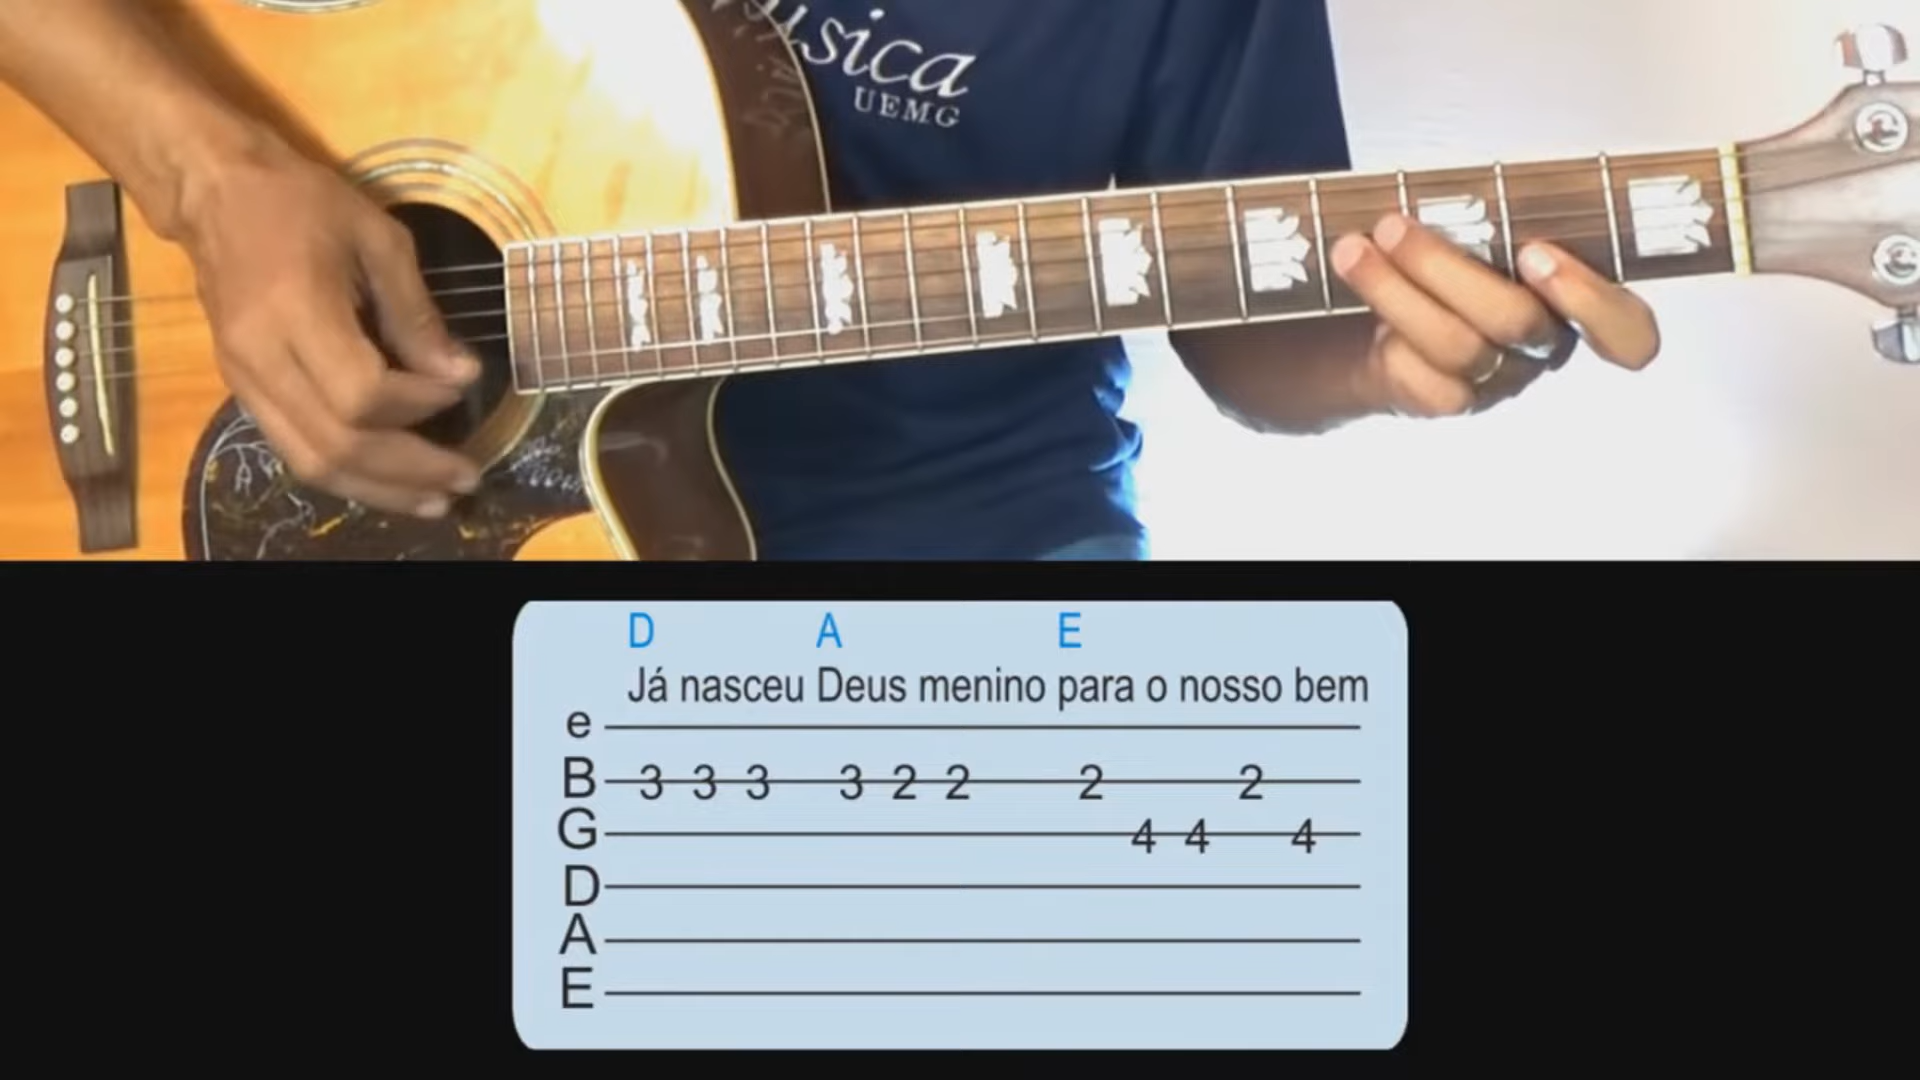 úsica
UEMG
D A E
Já nasceu Deus menino para o nosso bem
e
B 3 3 3 3 2 2 2 2
G 4 4 4
D
A
E